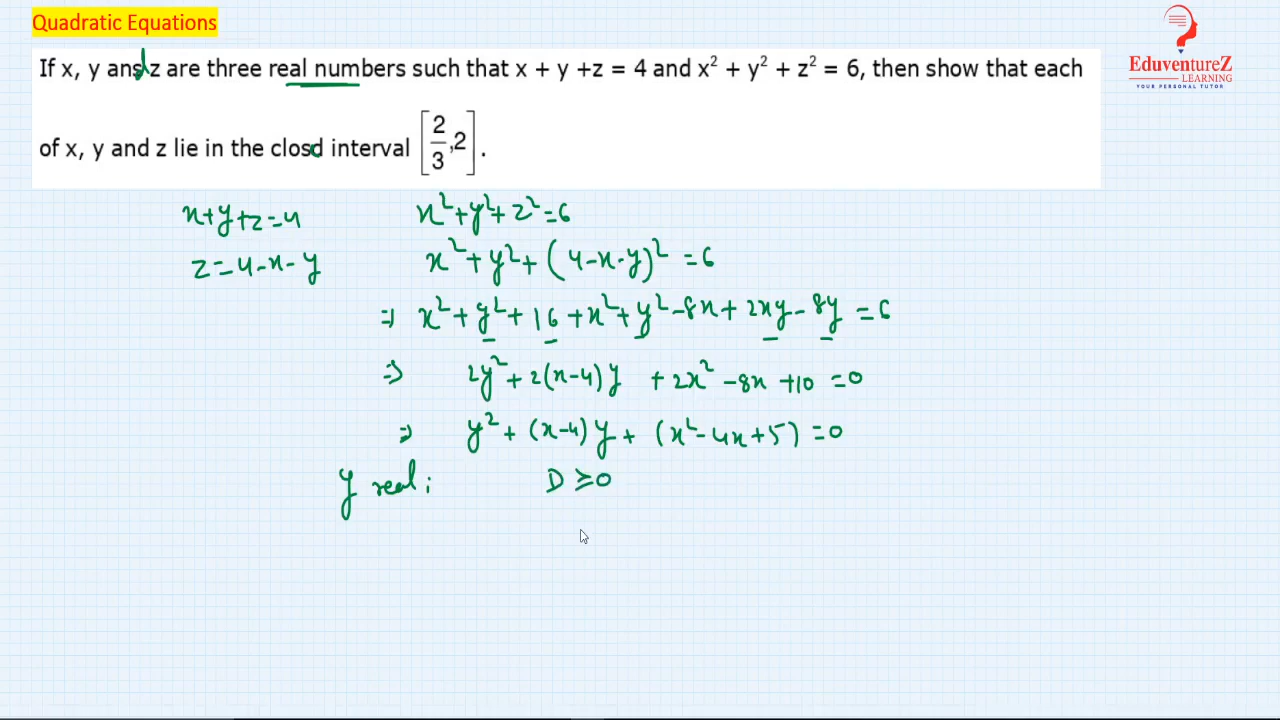 Quadratic Equations
EduventureZ
LEARNING
YOUR PERSONAL TUTOR
If x, y and z are three real numbers such that x + y +z = 4 and x² + y² + z² = 6, then show that each
of x, y and z lie in the closd interval [2/3,2].
x+y+z=4 x²+y²+z²=6
z=4-x-y x²+y²+(4-x-y)²=6
⇒ x²+y²+16+x²+y²-8x+2xy-8y=6
⇒ 2y²+2(x-4)y+2x²-8x+10=0
⇒ y²+(x-4)y+(x²-4x+5)=0
y real; D≥0